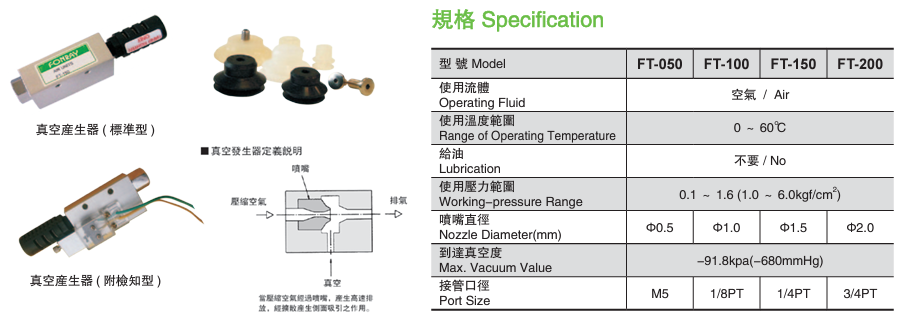 規格 Specification
FONRAY
真空產生器 ( 標準型 )
真空產生器 ( 附檢知型 )
■ 真空發生器定義說明
噴嘴
壓縮空氣
排氣
真空
當壓縮空氣經過噴嘴，產生高速排
放，經擴散產生側面吸引之作用。
型 號 Model FT-050 FT-100 FT-150 FT-200
使用流體
Operating Fluid
空氣 / Air
使用溫度範圍
Range of Operating Temperature
0 ~ 60℃
給油
Lubrication
不要 / No
使用壓力範圍
Working-pressure Range
0.1 ~ 1.6 (1.0 ~ 6.0kgf/cm²)
噴嘴直徑
Nozzle Diameter(mm)
Φ0.5 Φ1.0 Φ1.5 Φ2.0
到達真空度
Max. Vacuum Value
-91.8kpa(-680mmHg)
接管口徑
Port Size
M5 1/8PT 1/4PT 3/4PT